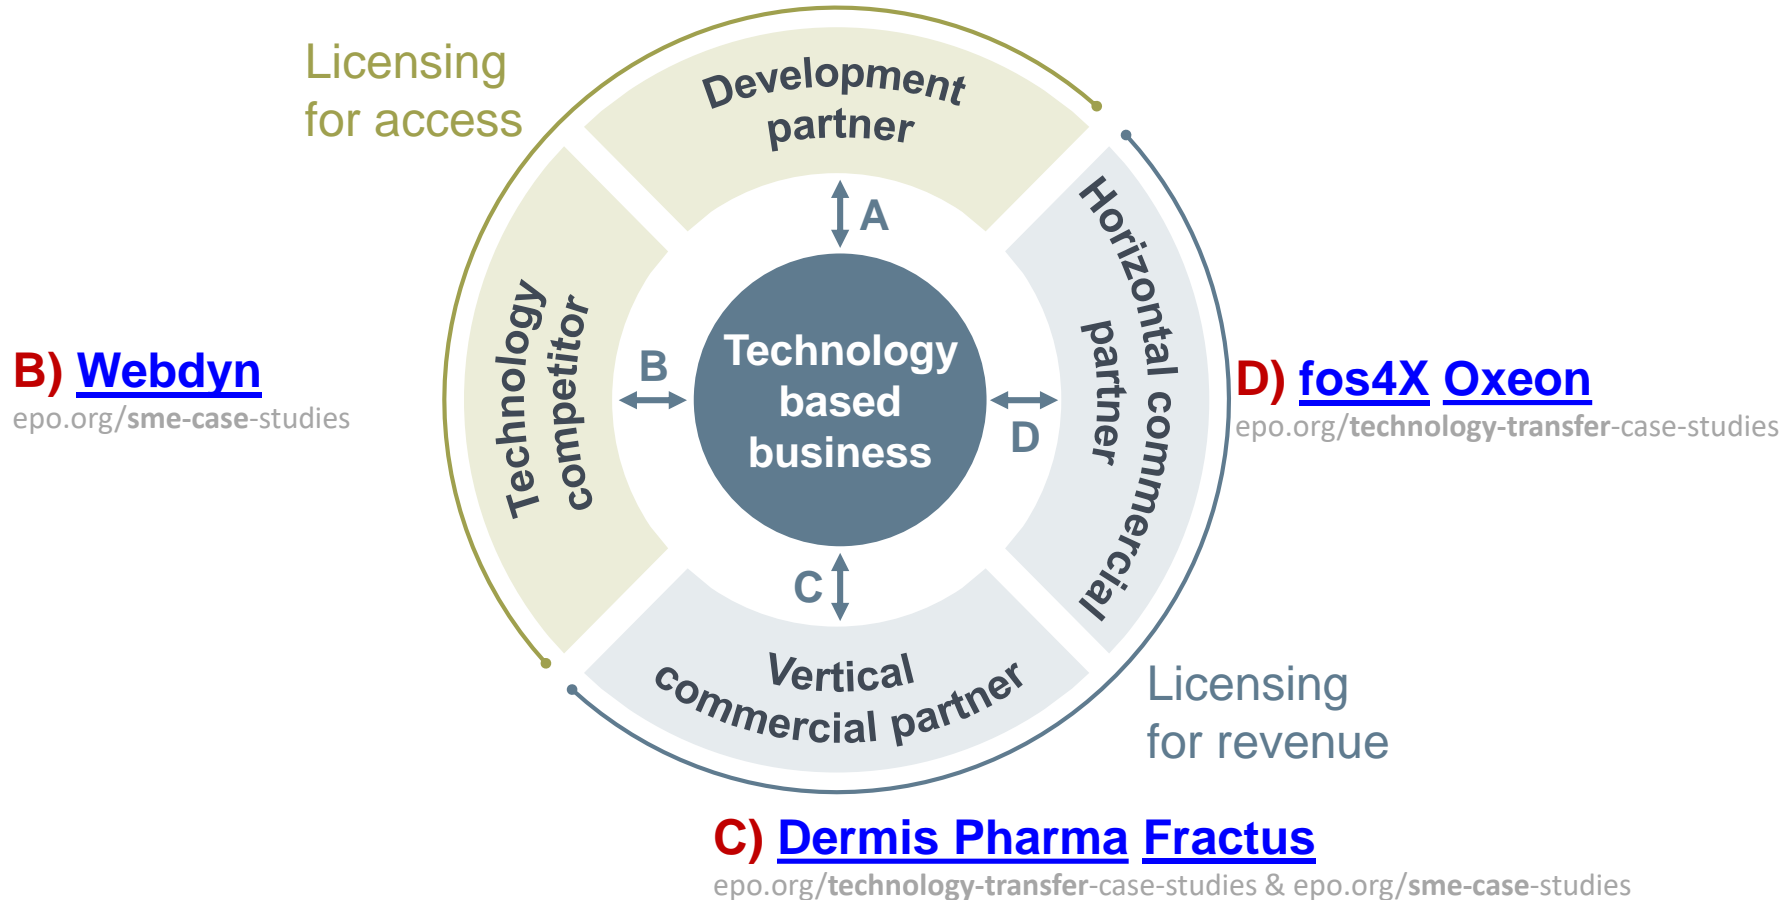 Licensing
for access
Development
partner
A
Technology
competitor
B
Technology
based
business
D
Horizontal commercial
partner
B) Webdyn
epo.org/sme-case-studies
D) fos4X Oxeon
epo.org/technology-transfer-case-studies
C
Vertical
commercial partner
Licensing
for revenue
C) Dermis Pharma Fractus
epo.org/technology-transfer-case-studies & epo.org/sme-case-studies